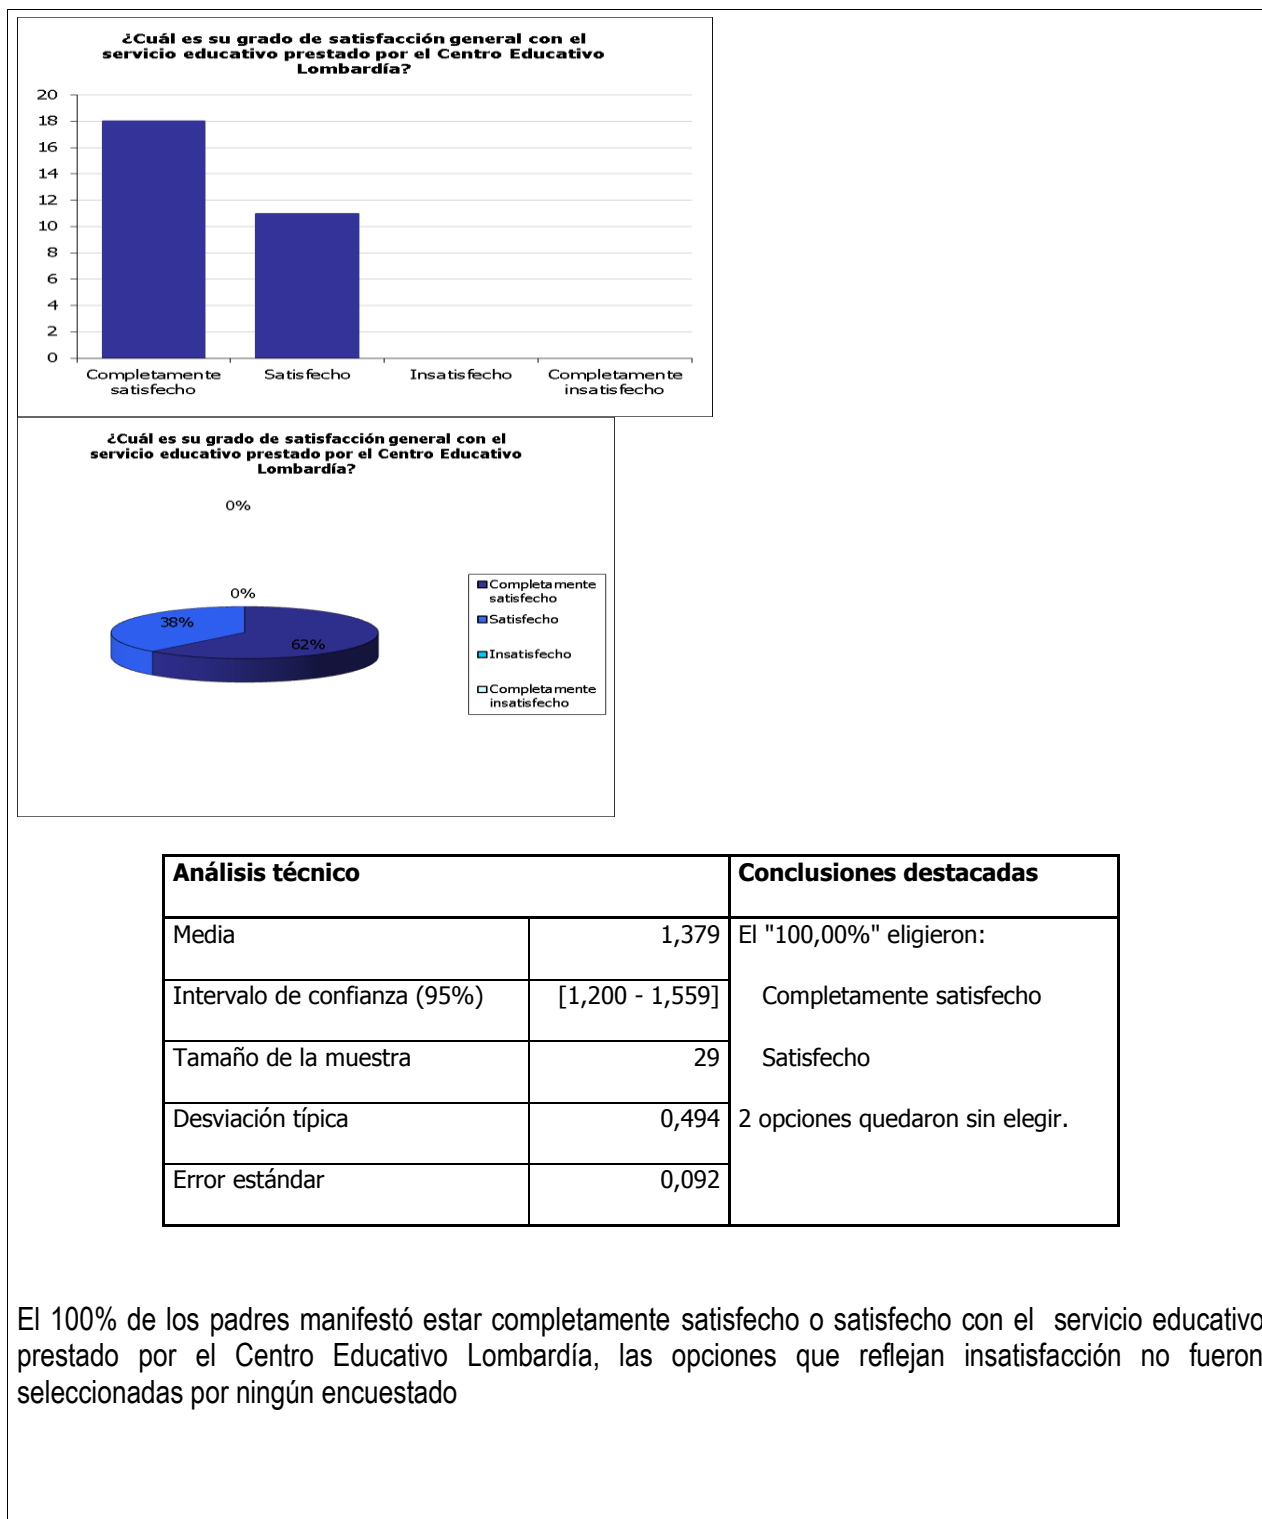 ¿Cuál es su grado de satisfacción general con el
servicio educativo prestado por el Centro Educativo
Lombardía?
20
18
16
14
12
10
8
6
4
2
0
Completamente
satisfecho
Satisfecho
Insatisfecho
Completamente
insatisfecho
¿Cuál es su grado de satisfacción general con el
servicio educativo prestado por el Centro Educativo
Lombardía?
0%
0%
38%
62%
Completamente
satisfecho
Satisfecho
Insatisfecho
Completamente
insatisfecho
Análisis técnico
Conclusiones destacadas
Media 1,379
El "100,00%" eligieron:
Intervalo de confianza (95%) [1,200 - 1,559]
Completamente satisfecho
Tamaño de la muestra 29
Satisfecho
Desviación típica 0,494
2 opciones quedaron sin elegir.
Error estándar 0,092
El 100% de los padres manifestó estar completamente satisfecho o satisfecho con el servicio educativo
prestado por el Centro Educativo Lombardía, las opciones que reflejan insatisfacción no fueron
seleccionadas por ningún encuestado